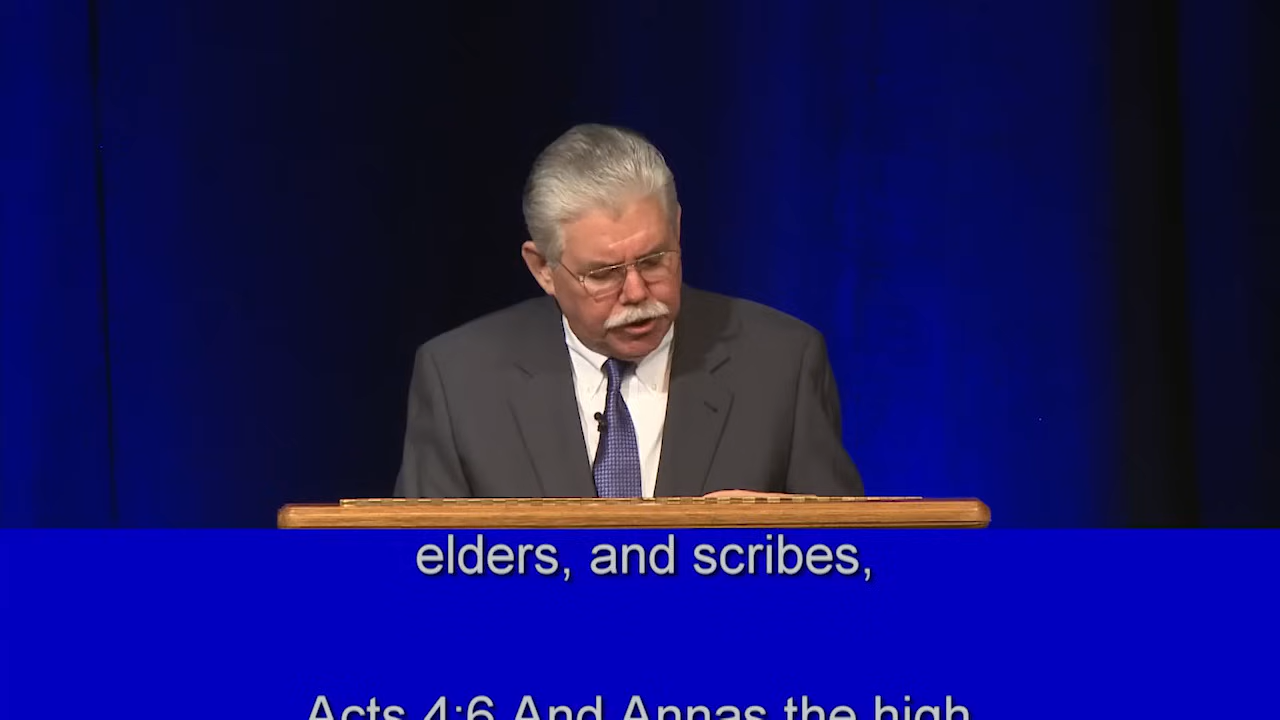 elders, and scribes,
Acts 4:6 And Annas the high